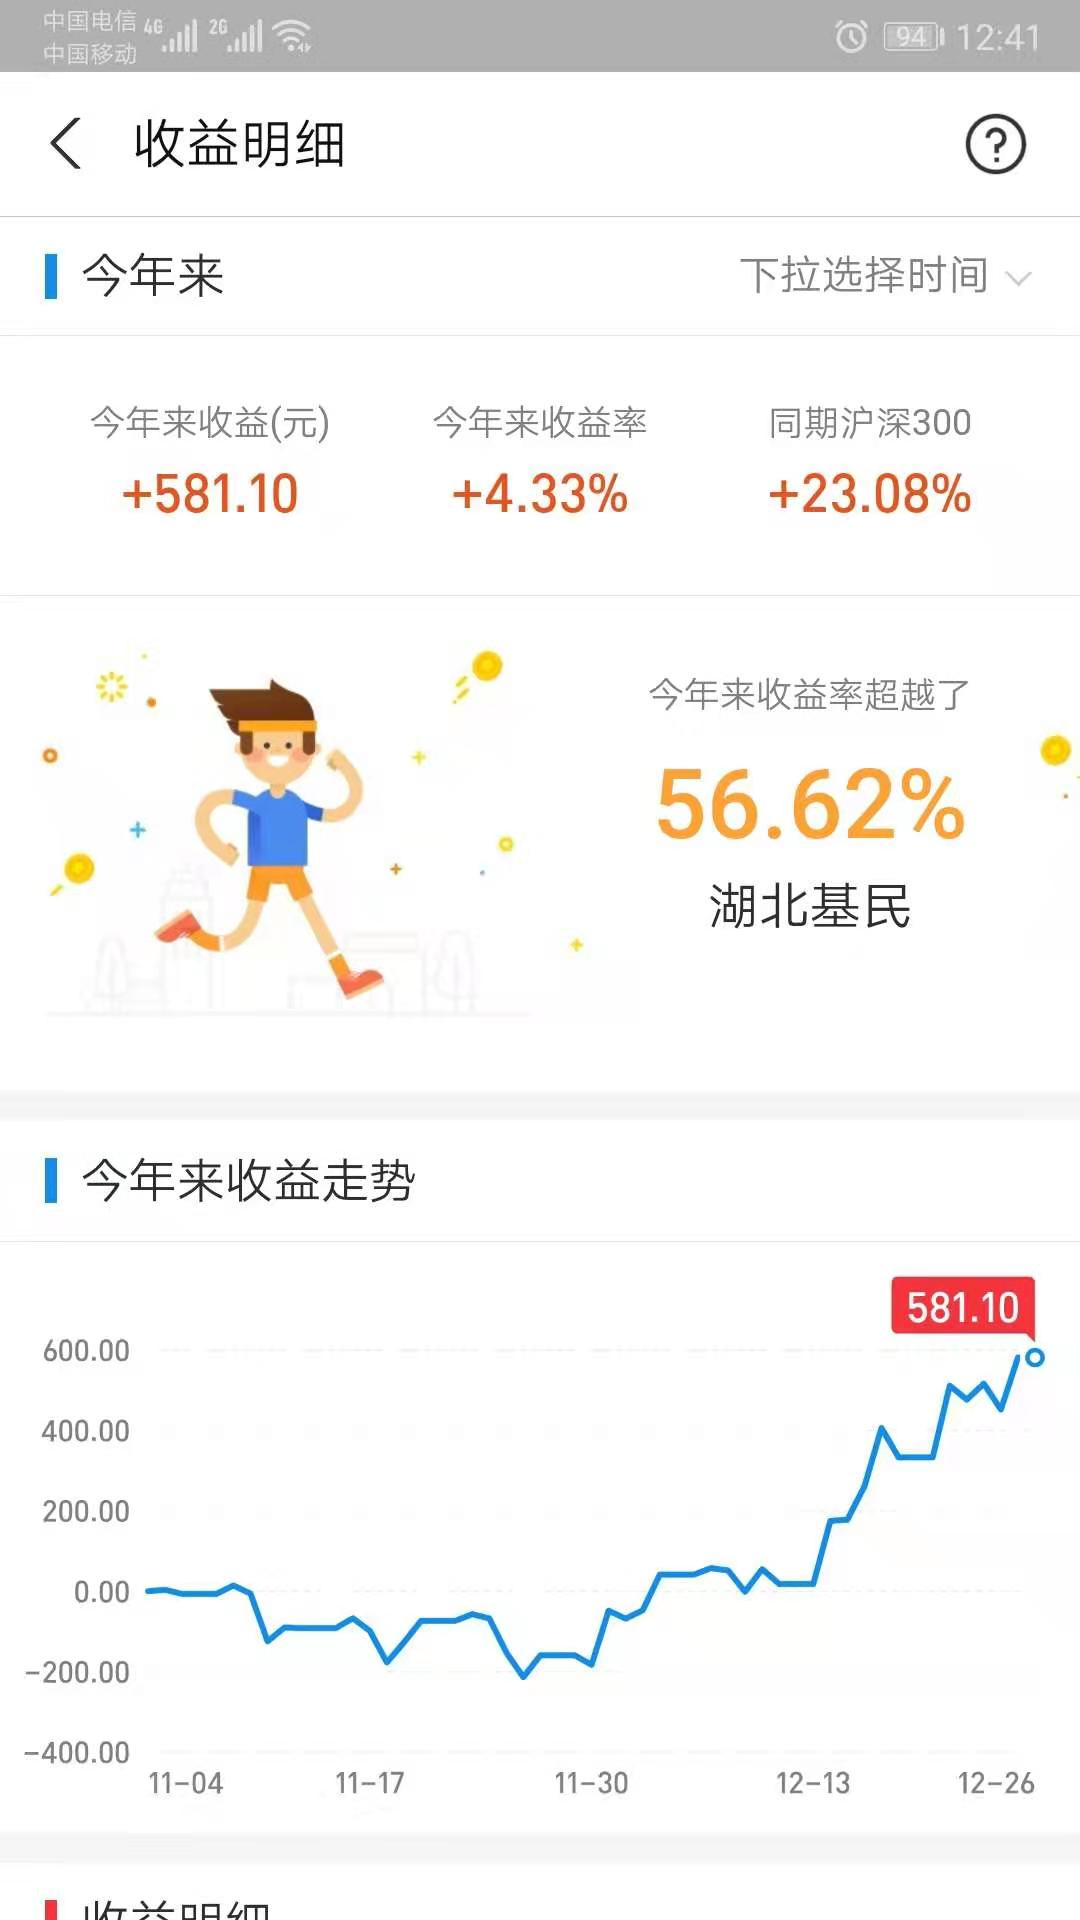 中国电信 4G 2G
中国移动
94 12:41
收益明细
?
今年来 下拉选择时间
今年来收益(元) 今年来收益率 同期沪深300
+581.10 +4.33% +23.08%
今年来收益率超越了
56.62%
湖北基民
今年来收益走势
581.10
600.00
400.00
200.00
0.00
-200.00
-400.00
11-04 11-17 11-30 12-13 12-26
收益明细